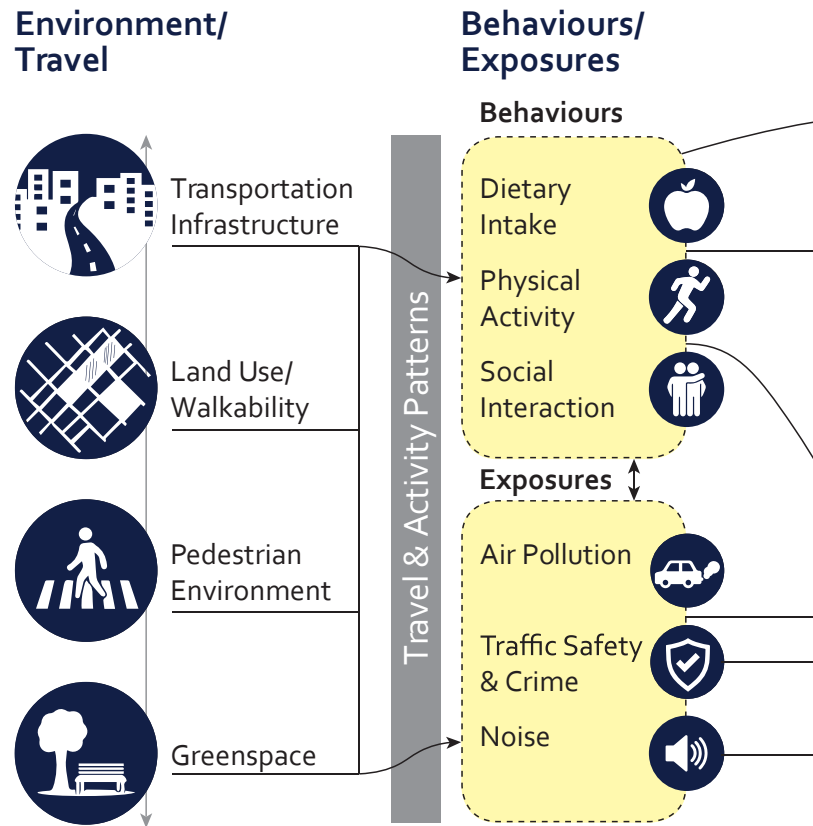 Environment/
Travel
Transportation
Infrastructure
Land Use/
Walkability
Pedestrian
Environment
Greenspace
Travel & Activity Patterns
Behaviours/
Exposures
Behaviours
Dietary
Intake
Physical
Activity
Social
Interaction
Exposures
Air Pollution
Traffic Safety
& Crime
Noise